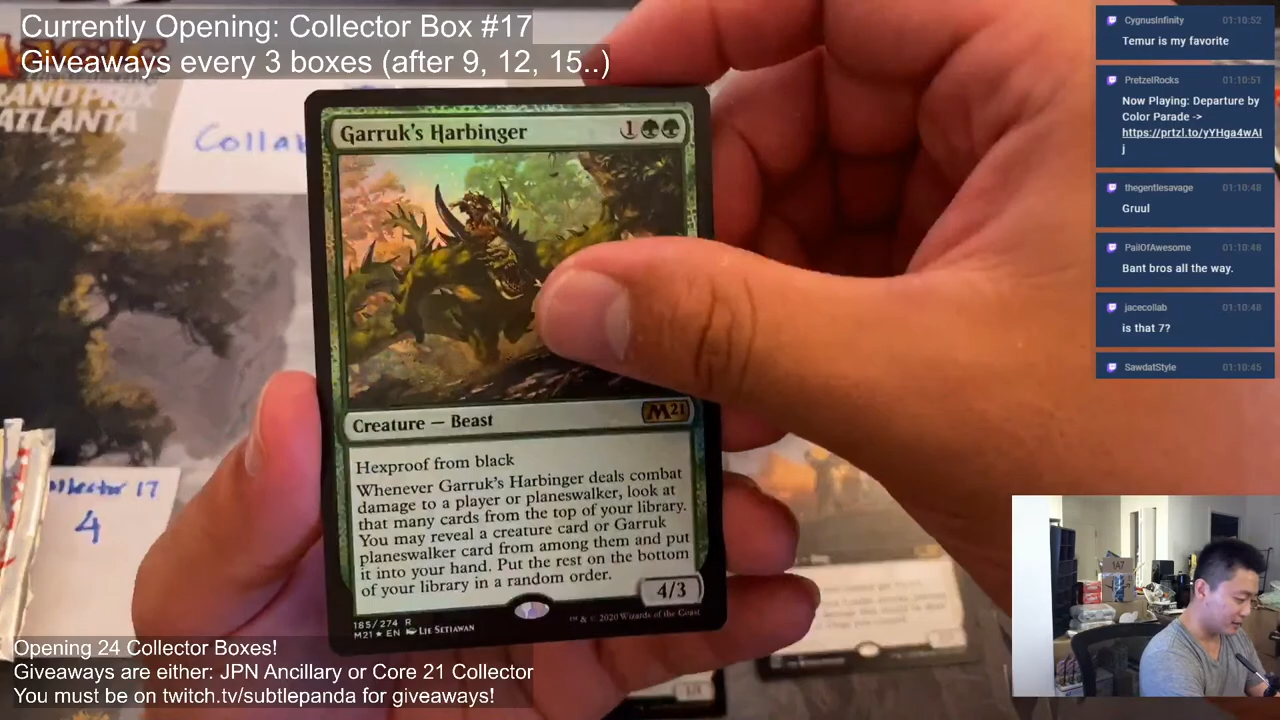 Currently Opening: Collector Box #17
Giveaways every 3 boxes (after 9, 12, 15..)
GRAND PRIX
ATLANTA
Garruk's Harbinger
1
Creature — Beast
M21
Hexproof from black
Whenever Garruk's Harbinger deals combat
damage to a player or planeswalker, look at
that many cards from the top of your library.
You may reveal a creature card or Garruk
planeswalker card from among them and put
it into your hand. Put the rest on the bottom
of your library in a random order.
4/3
185/274 R
M21 ★ EN Lie Setiawan
™ & © 2020 Wizards of the Coast
17
4
Opening 24 Collector Boxes!
Giveaways are either: JPN Ancillary or Core 21 Collector
You must be on twitch.tv/subtlepanda for giveaways!
CygnusInfinity 01:10:52
Temur is my favorite
PretzelRocks 01:10:51
Now Playing: Departure by
Color Parade ->
https://prtzl.to/yYHga4wAI
j
thegentlesavage 01:10:48
Gruul
PailOfAwesome 01:10:48
Bant bros all the way.
jacecollab 01:10:48
is that 7?
SawdatStyle 01:10:45
1A7